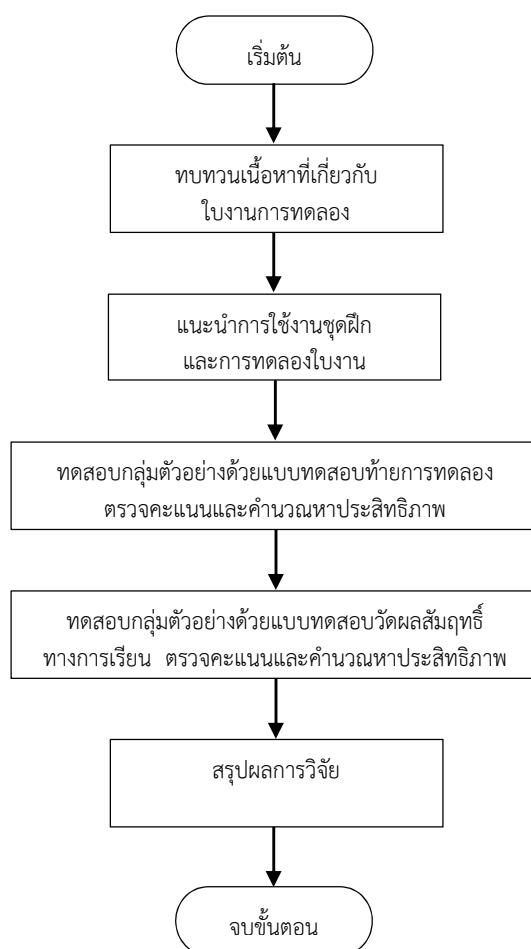 เริ่มต้น
ทบทวนเนื้อหาที่เกี่ยวกับ
ใบงานการทดลอง
แนะนำการใช้งานชุดฝึก
และการทดลองใบงาน
ทดสอบกลุ่มตัวอย่างด้วยแบบทดสอบท้ายการทดลอง
ตรวจคะแนนและคำนวณหาประสิทธิภาพ
ทดสอบกลุ่มตัวอย่างด้วยแบบทดสอบวัดผลสัมฤทธิ์
ทางการเรียน ตรวจคะแนนและคำนวณหาประสิทธิภาพ
สรุปผลการวิจัย
จบขั้นตอน